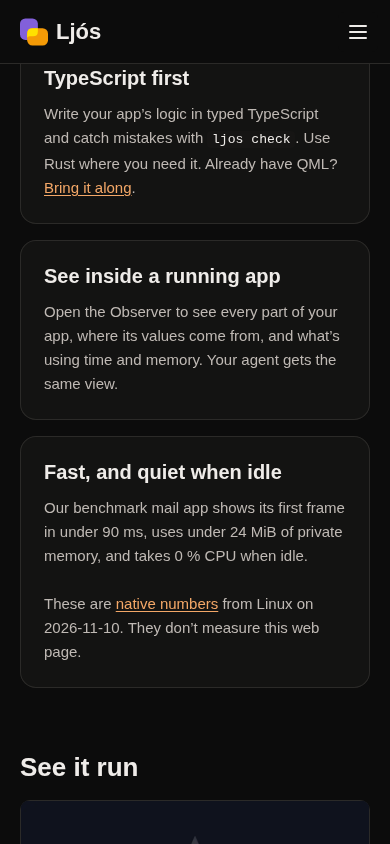 Ljós
TypeScript first
Write your app’s logic in typed TypeScript
and catch mistakes with ljos check. Use
Rust where you need it. Already have QML?
Bring it along.
See inside a running app
Open the Observer to see every part of your
app, where its values come from, and what’s
using time and memory. Your agent gets the
same view.
Fast, and quiet when idle
Our benchmark mail app shows its first frame
in under 90 ms, uses under 24 MiB of private
memory, and takes 0 % CPU when idle.
These are native numbers from Linux on
2026-11-10. They don’t measure this web
page.
See it run